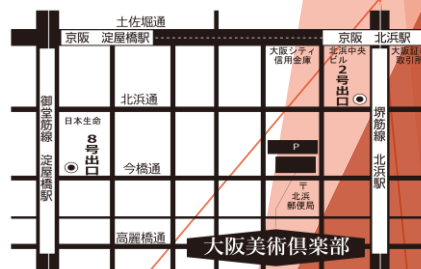 土佐堀通
京阪 淀屋橋駅
京阪 北浜駅
大阪シティ
信用金庫
北浜中央
ビル
2号出口
大阪証
取引所
北浜通
御堂筋線 淀屋橋駅
日本生命
8号出口
堺筋線 北浜駅
P
今橋通
〒
北浜
郵便局
高麗橋通
大阪美術倶楽部